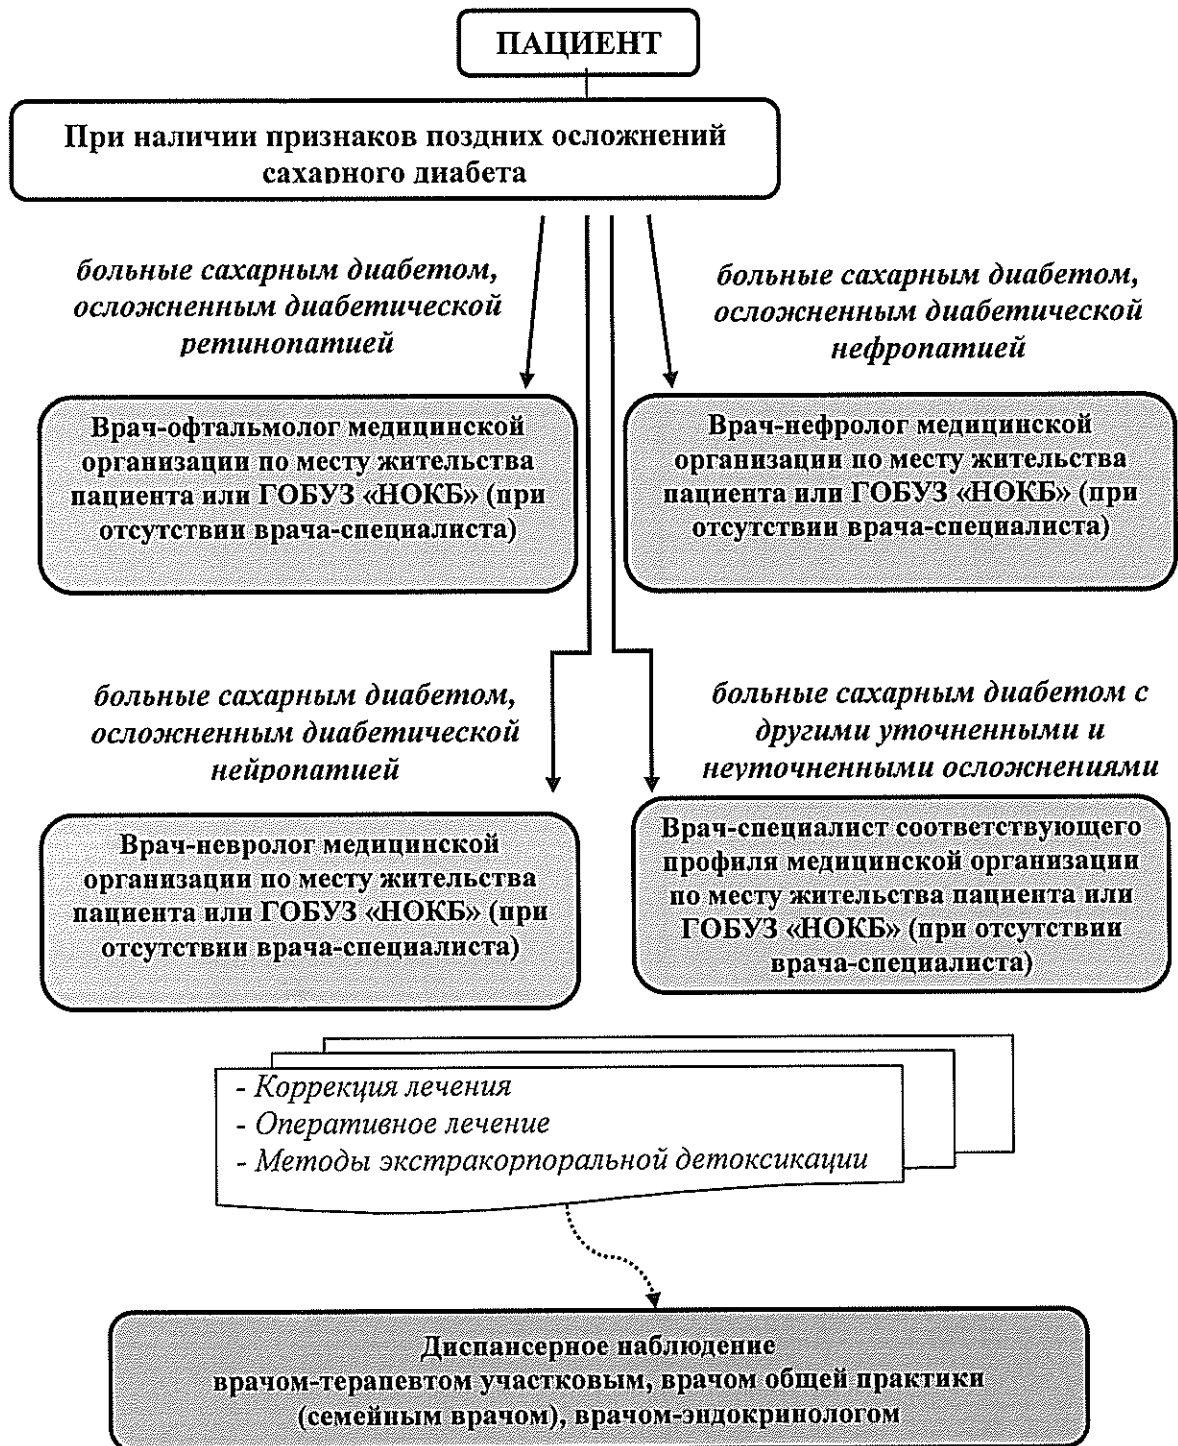 ПАЦИЕНТ
При наличии признаков поздних осложнений
сахарного диабета
больные сахарным диабетом,
осложненным диабетической
ретинопатией
больные сахарным диабетом,
осложненным диабетической
нефропатией
Врач-офтальмолог медицинской
организации по месту жительства
пациента или ГОБУЗ «НОКБ» (при
отсутствии врача-специалиста)
Врач-нефролог медицинской
организации по месту жительства
пациента или ГОБУЗ «НОКБ» (при
отсутствии врача-специалиста)
больные сахарным диабетом,
осложненным диабетической
нейропатией
больные сахарным диабетом с
другими уточненными и
неуточненными осложнениями
Врач-невролог медицинской
организации по месту жительства
пациента или ГОБУЗ «НОКБ» (при
отсутствии врача-специалиста)
Врач-специалист соответствующего
профиля медицинской организации
по месту жительства пациента или
ГОБУЗ «НОКБ» (при отсутствии
врача-специалиста)
- Коррекция лечения
- Оперативное лечение
- Методы экстракорпоральной детоксикации
Диспансерное наблюдение
врачом-терапевтом участковым, врачом общей практики
(семейным врачом), врачом-эндокринологом